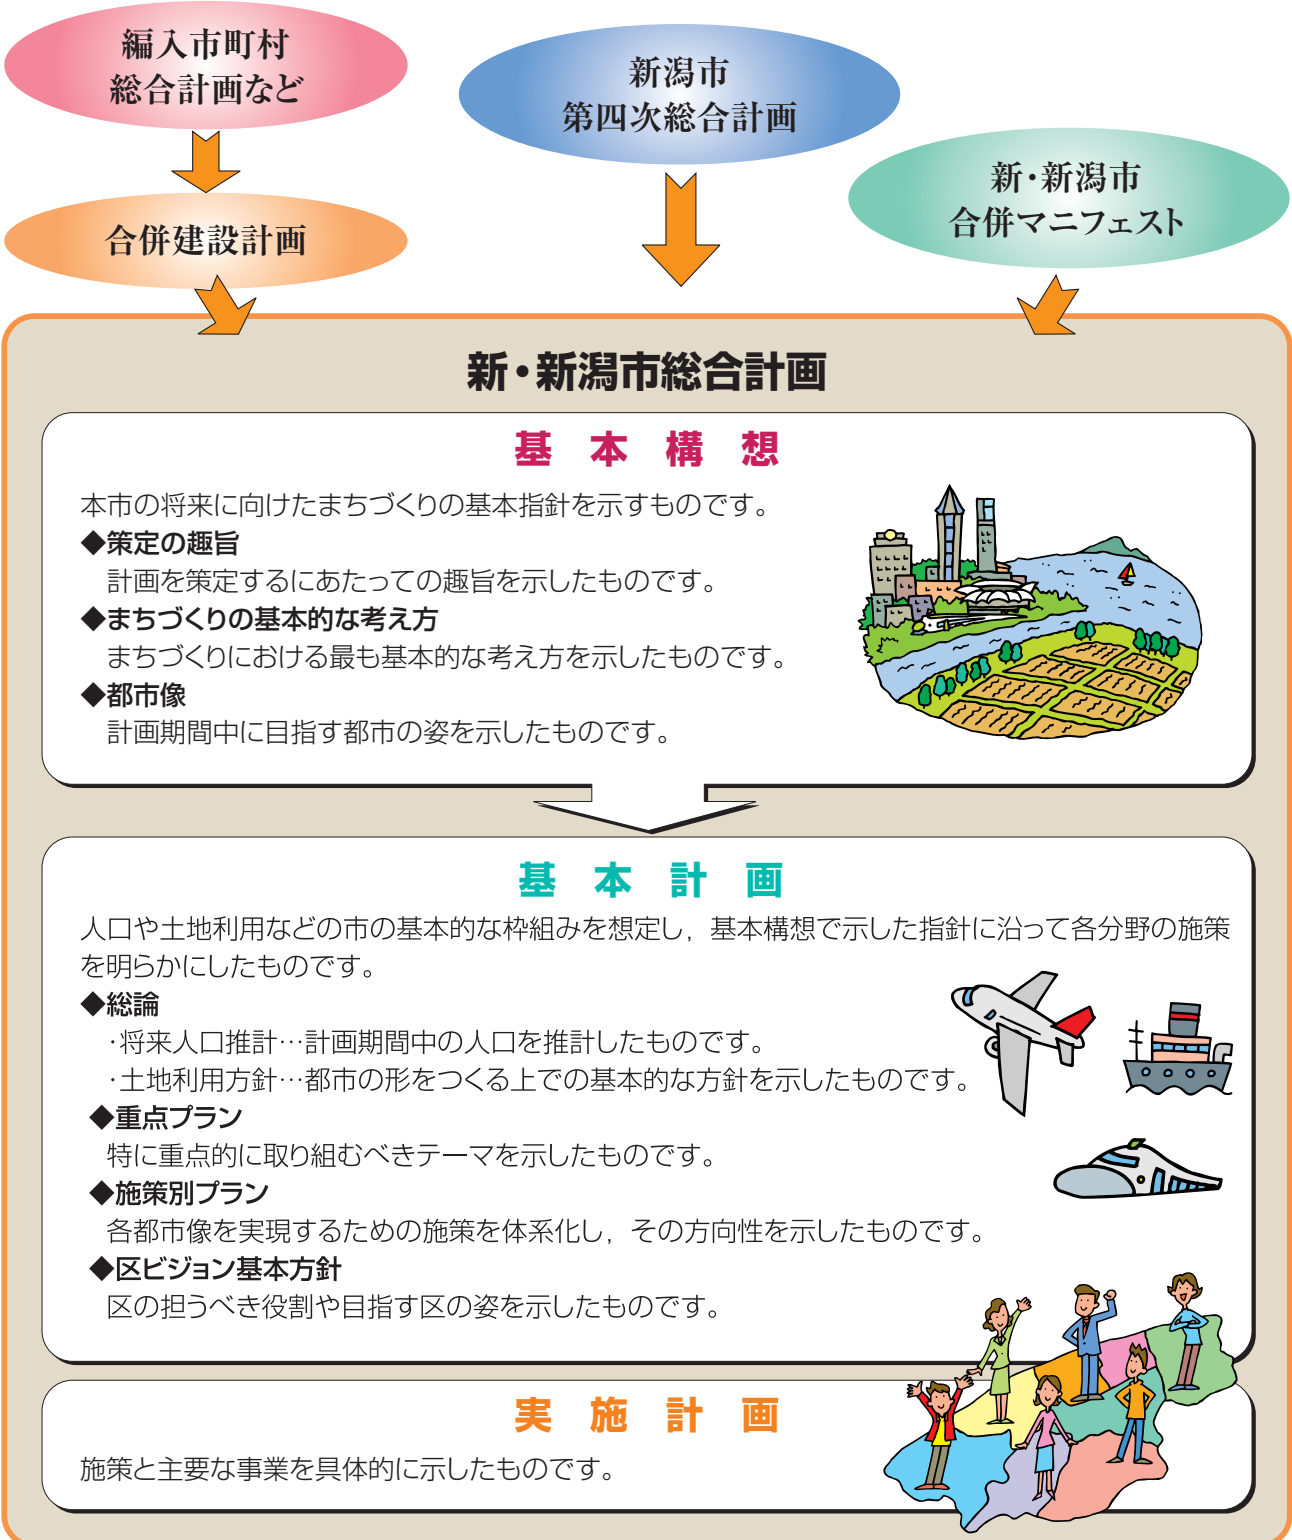 編入市町村
総合計画など
新潟市
第四次総合計画
新・新潟市
合併マニフェスト
合併建設計画
新・新潟市総合計画
基本構想
本市の将来に向けたまちづくりの基本指針を示すものです。
◆策定の趣旨
計画を策定するにあたっての趣旨を示したものです。
◆まちづくりの基本的な考え方
まちづくりにおける最も基本的な考え方を示したものです。
◆都市像
計画期間中に目指す都市の姿を示したものです。
基本計画
人口や土地利用などの市の基本的な枠組みを想定し，基本構想で示した指針に沿って各分野の施策
を明らかにしたものです。
◆総論
・将来人口推計…計画期間中の人口を推計したものです。
・土地利用方針…都市の形をつくる上での基本的な方針を示したものです。
◆重点プラン
特に重点的に取り組むべきテーマを示したものです。
◆施策別プラン
各都市像を実現するための施策を体系化し，その方向性を示したものです。
◆区ビジョン基本方針
区の担うべき役割や目指す区の姿を示したものです。
実施計画
施策と主要な事業を具体的に示したものです。